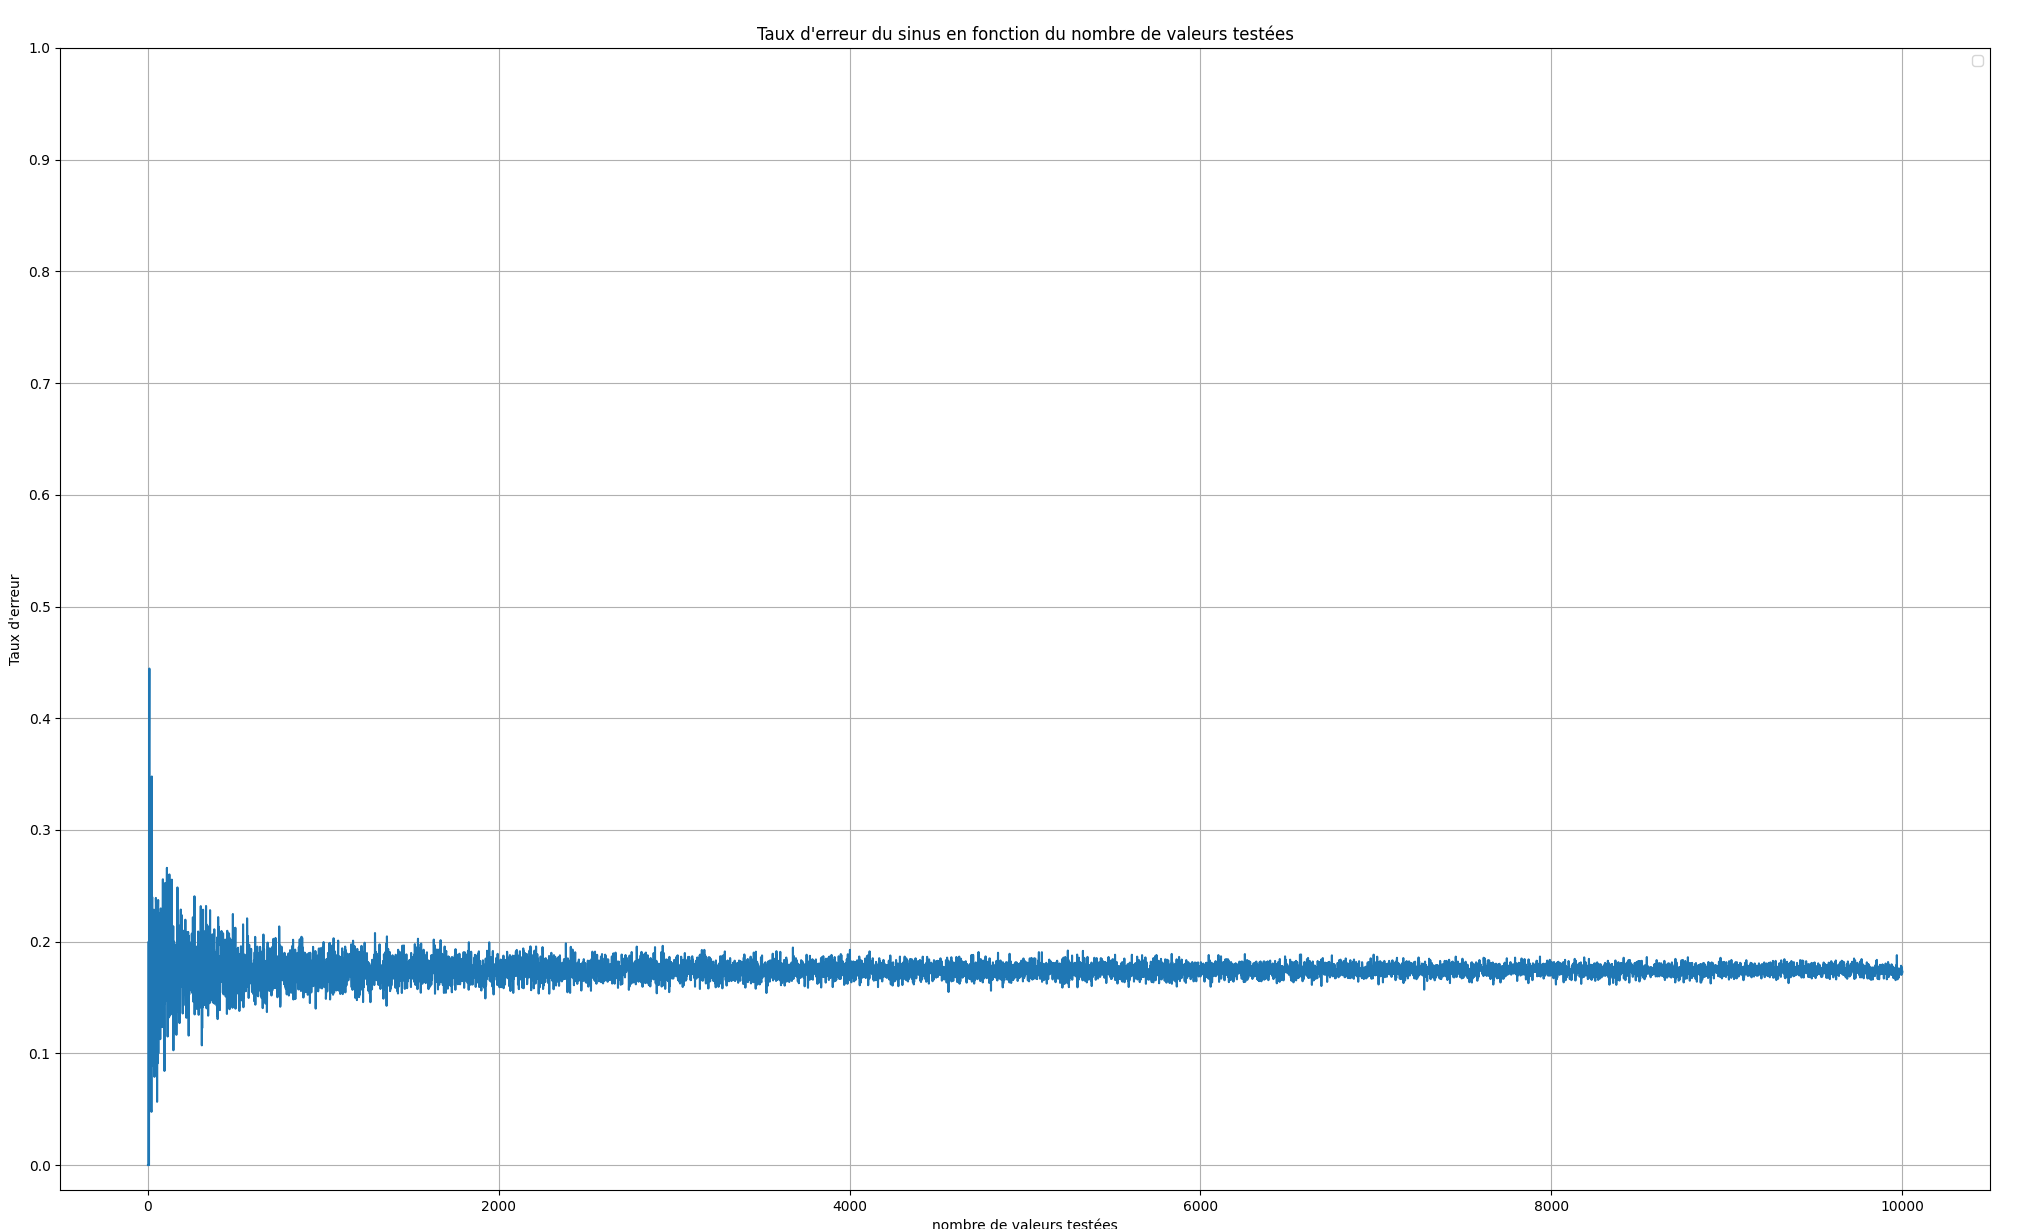 Taux d'erreur du sinus en fonction du nombre de valeurs testées
1.0
0.9
0.8
0.7
0.6
0.5
0.4
0.3
0.2
0.1
0.0
Taux d'erreur
0 2000 4000 6000 8000 10000
nombre de valeurs testées